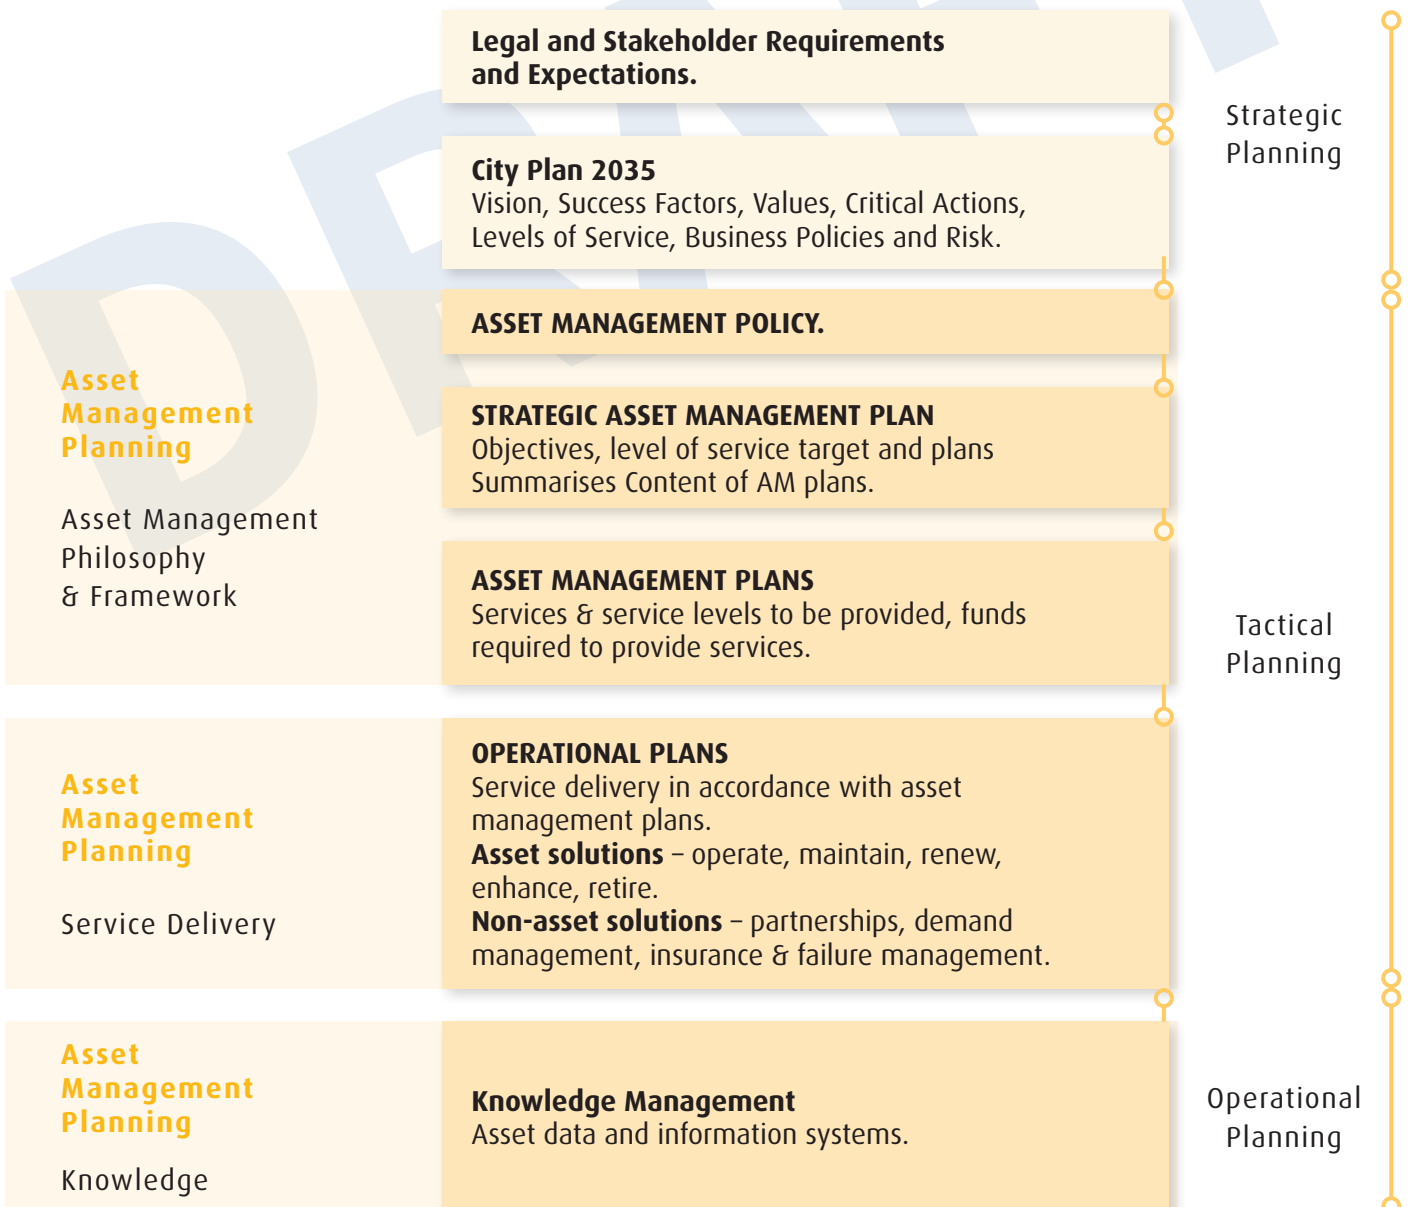 DRAFT
Legal and Stakeholder Requirements
and Expectations.
Strategic
Planning
City Plan 2035
Vision, Success Factors, Values, Critical Actions,
Levels of Service, Business Policies and Risk.
ASSET MANAGEMENT POLICY.
Asset
Management
Planning
Asset Management
Philosophy
& Framework
STRATEGIC ASSET MANAGEMENT PLAN
Objectives, level of service target and plans
Summarises Content of AM plans.
ASSET MANAGEMENT PLANS
Services & service levels to be provided, funds
required to provide services.
Tactical
Planning
Asset
Management
Planning
Service Delivery
OPERATIONAL PLANS
Service delivery in accordance with asset
management plans.
Asset solutions – operate, maintain, renew,
enhance, retire.
Non-asset solutions – partnerships, demand
management, insurance & failure management.
Asset
Management
Planning
Knowledge
Knowledge Management
Asset data and information systems.
Operational
Planning